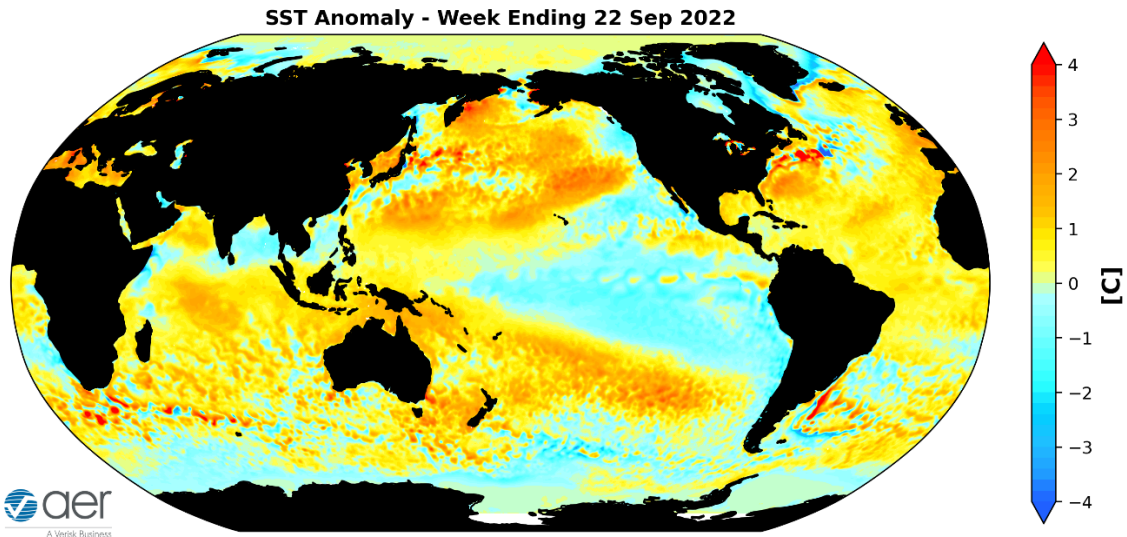 SST Anomaly - Week Ending 22 Sep 2022
4
3
2
1
0
−1
−2
−3
−4
[C]
aer
A Verisk Business